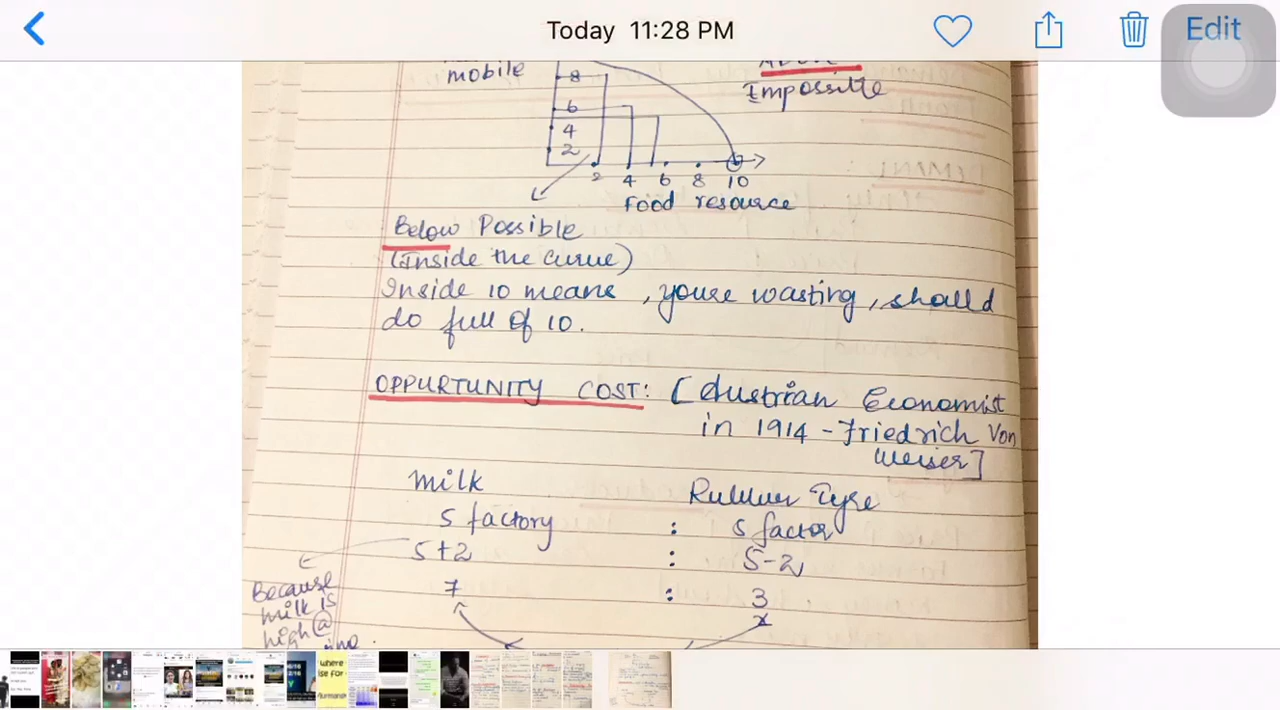 Today 11:28 PM
Edit
mobile
8
6
4
2
Impossible
2 4 6 8 10
Food resource
Below Possible
(Inside the curve)
Inside 10 means , youre wasting, should
do full of 10.
OPPURTUNITY COST: [Austrian Economist
in 1914 - Friedrich Von
Weiser]
Milk Rubber Tyre
5 factory : 5 factor
5+2 : 5-2
7 : 3
Because
milk is
high